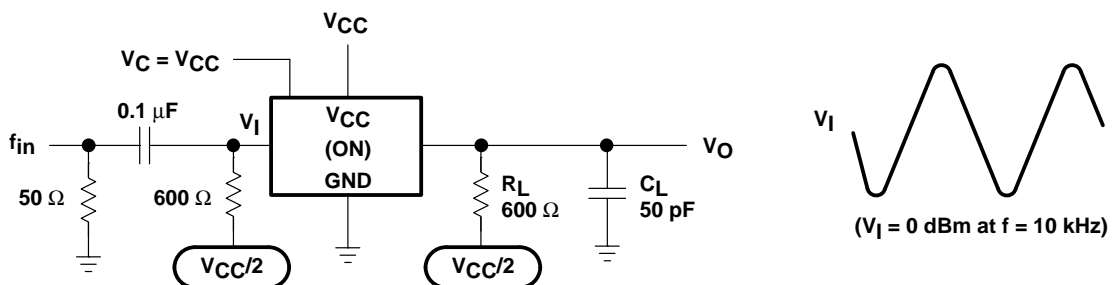 VCC
VC = VCC
0.1 μF
VI
VCC
(ON)
GND
fin
VO
50 Ω
600 Ω
RL
600 Ω
CL
50 pF
VCC/2
VCC/2
VI
(VI = 0 dBm at f = 10 kHz)